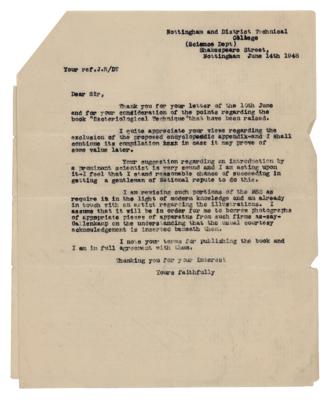 Nottingham and District Technical
College
(Science Dept)
Shakespeare Street,
Nottingham June 14th 1948
Your ref.J.R/DT
Dear Sir,
Thank you for your letter of the 10th June
and for your consideration of the points regarding the
book "Bacteriological Technique"that have been raised.
I quite appreciate your views regarding the
exclusion of the proposed encyclopaedic appendix-and I shall
continue its compilation in case it may prove of
some value later.
Your suggestion regarding an introduction by
a prominent scientist is very sound and I am acting upon
it-I feel that I stand reasonable chance of succeeding in
getting a gentleman of National repute to do this.
I am revising such portions of the MSS as
require it in the light of modern knowledge and am already
in touch with an artist regarding the illustrations. I
assume that it will be in order for me to borrow photographs
of appropriate pieces of apparatus from such firms as-say-
Gallenkamp on the understanding that the usual courtesy
acknowledgement is inserted beneath them.
I note your terms for publishing the book and
I am in full agreement with them.
Thanking you for your interest
Yours faithfully